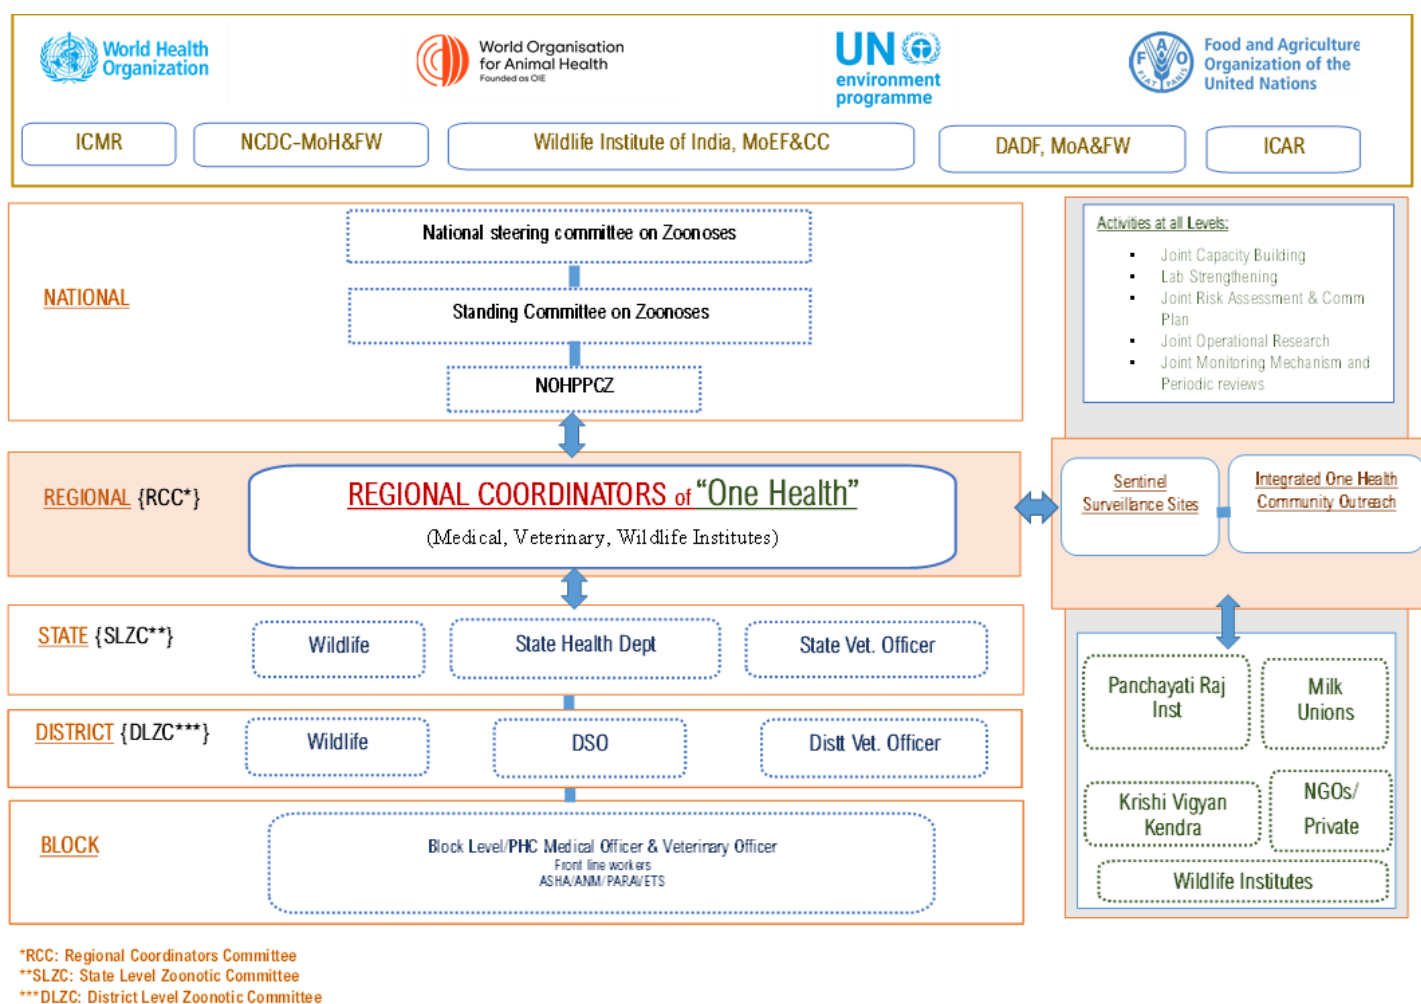 World Health
Organization
World Organisation
for Animal Health
Founded as OIE
UN
environment
programme
F A O
FIAT PANIS
Food and Agriculture
Organization of the
United Nations
ICMR
NCDC-MoH&FW
Wildlife Institute of India, MoEF&CC
DADF, MoA&FW
ICAR
NATIONAL
National steering committee on Zoonoses
Standing Committee on Zoonoses
NOHPPCZ
Activities at all Levels:
▪ Joint Capacity Building
▪ Lab Strengthening
▪ Joint Risk Assessment & Comm
Plan
▪ Joint Operational Research
▪ Joint Monitoring Mechanism and
Periodic reviews
REGIONAL {RCC*}
REGIONAL COORDINATORS of “One Health”
(Medical, Veterinary, Wildlife Institutes)
Sentinel
Surveillance Sites
Integrated One Health
Community Outreach
STATE {SLZC**}
Wildlife
State Health Dept
State Vet. Officer
DISTRICT {DLZC***}
Wildlife
DSO
Distt Vet. Officer
BLOCK
Block Level/PHC Medical Officer & Veterinary Officer
Front line workers
ASHA/ANM/PARAVETS
Panchayati Raj
Inst
Milk
Unions
Krishi Vigyan
Kendra
NGOs/
Private
Wildlife Institutes
*RCC: Regional Coordinators Committee
**SLZC: State Level Zoonotic Committee
***DLZC: District Level Zoonotic Committee